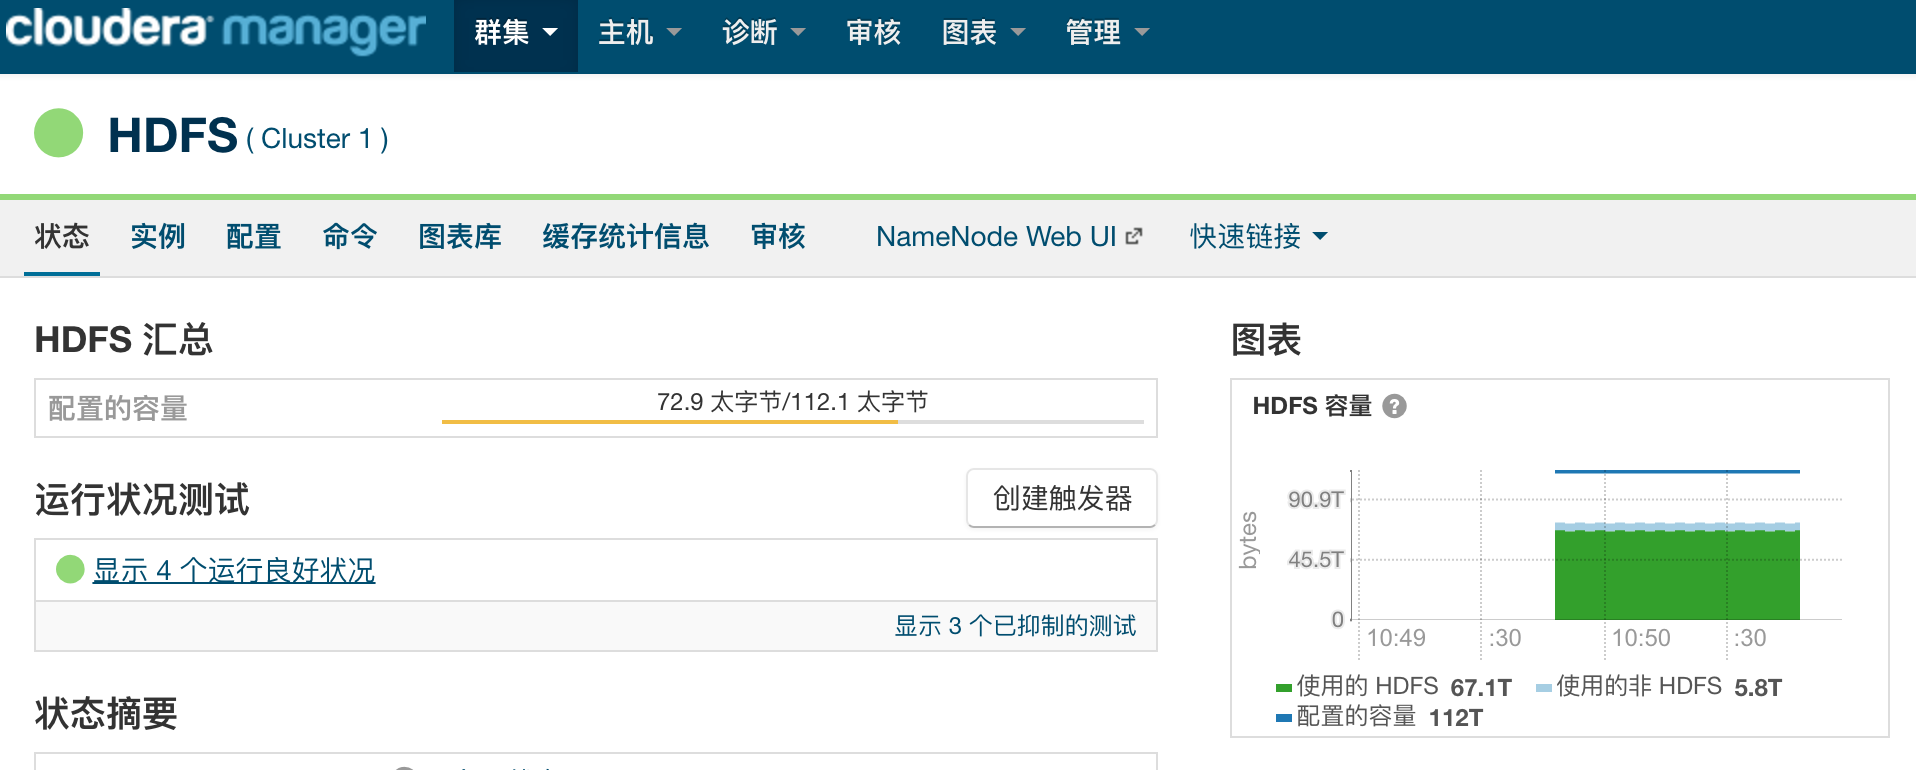 cloudera manager 群集 主机 诊断 审核 图表 管理
HDFS ( Cluster 1 )
状态 实例 配置 命令 图表库 缓存统计信息 审核 NameNode Web UI 快速链接
HDFS 汇总
配置的容量 72.9 太字节/112.1 太字节
运行状况测试 创建触发器
显示 4 个运行良好状况
显示 3 个已抑制的测试
状态摘要
图表
HDFS 容量 ?
bytes
90.9T
45.5T
0
10:49 :30 10:50 :30
使用的 HDFS 67.1T 使用的非 HDFS 5.8T
配置的容量 112T